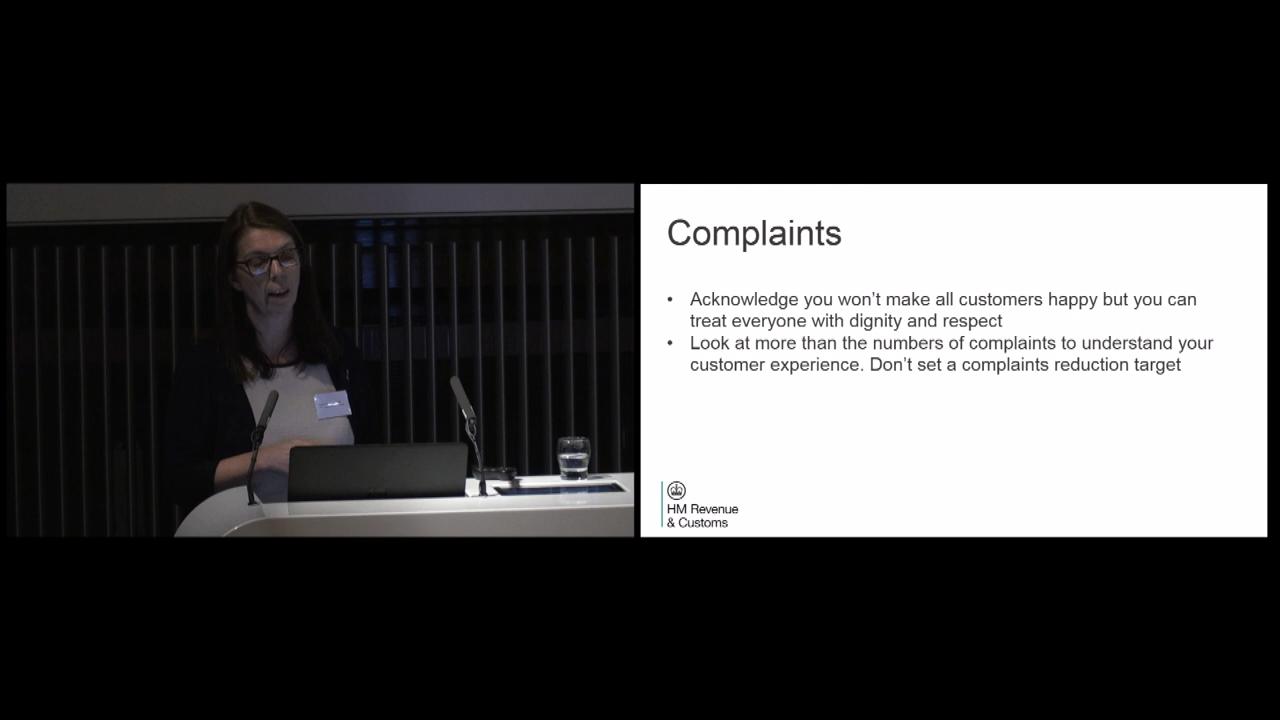 Complaints
• Acknowledge you won't make all customers happy but you can
treat everyone with dignity and respect
• Look at more than the numbers of complaints to understand your
customer experience. Don't set a complaints reduction target
HM Revenue
& Customs